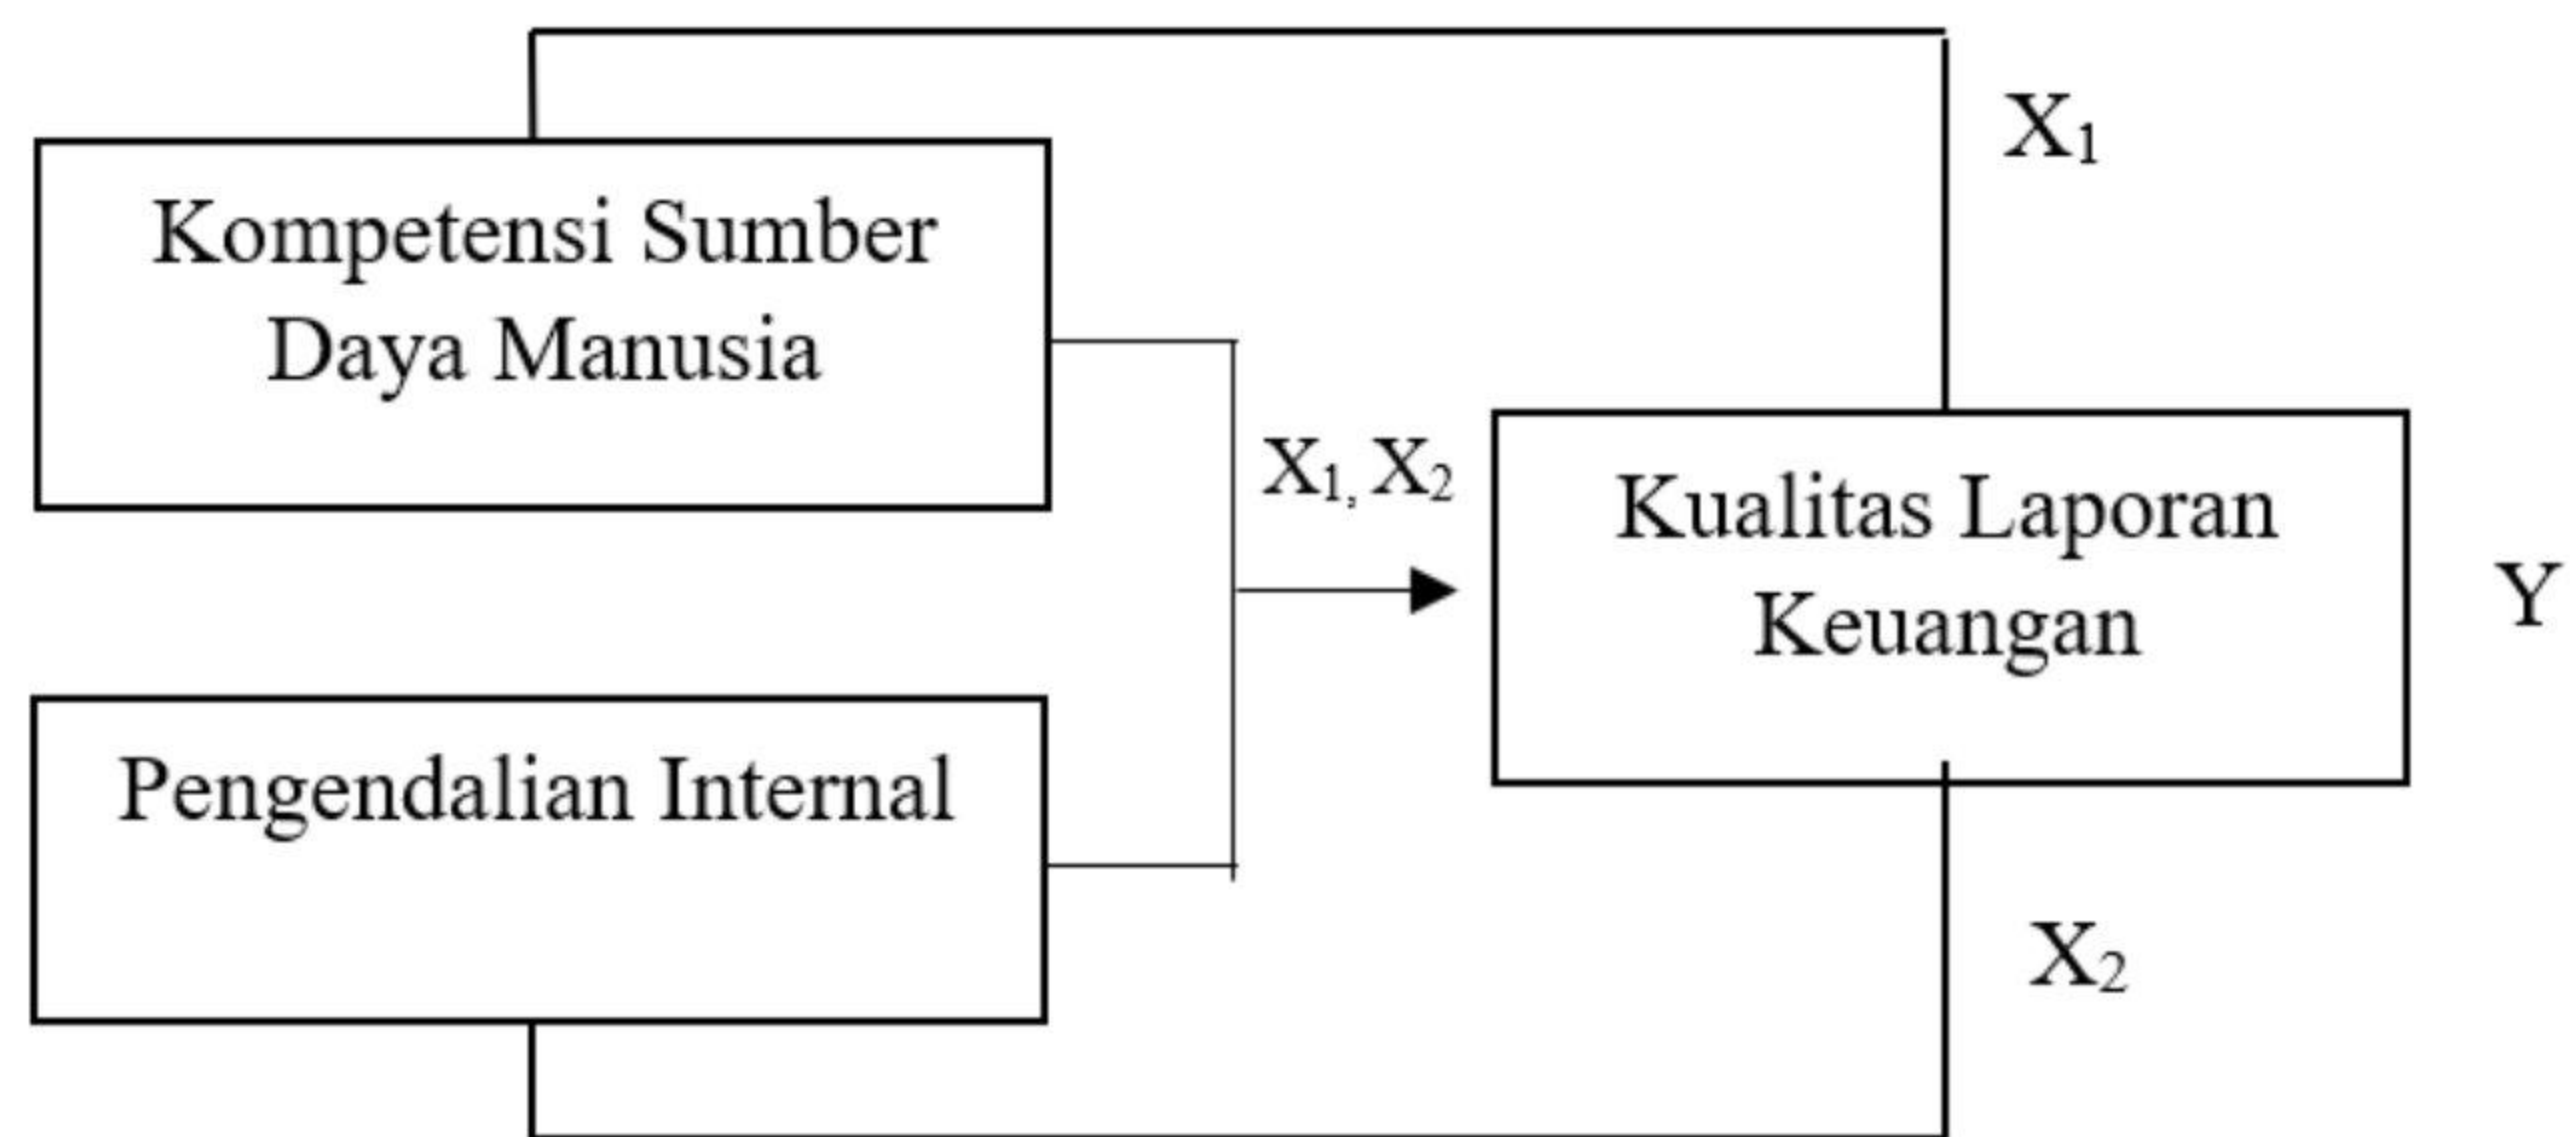 X₁
Kompetensi Sumber
Daya Manusia
X₁, X₂
Kualitas Laporan
Keuangan
Y
Pengendalian Internal
X₂